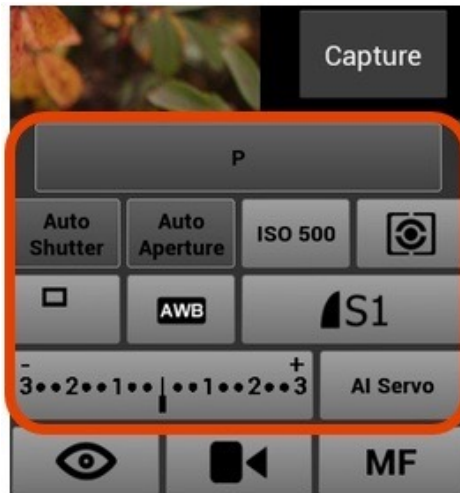 Capture
P
Auto Shutter
Auto Aperture
ISO 500
AWB
S1
- +
3••2••1••|••1••2••3
AI Servo
MF